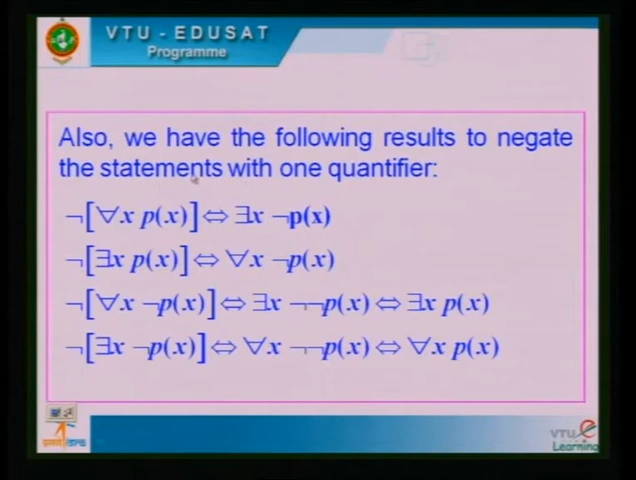 VTU - EDUSAT
Programme
Also, we have the following results to negate
the statements with one quantifier:
¬[∀x p(x)] ⇔ ∃x ¬p(x)
¬[∃x p(x)] ⇔ ∀x ¬p(x)
¬[∀x ¬p(x)] ⇔ ∃x ¬¬p(x) ⇔ ∃x p(x)
¬[∃x ¬p(x)] ⇔ ∀x ¬¬p(x) ⇔ ∀x p(x)
VTU e
Learning